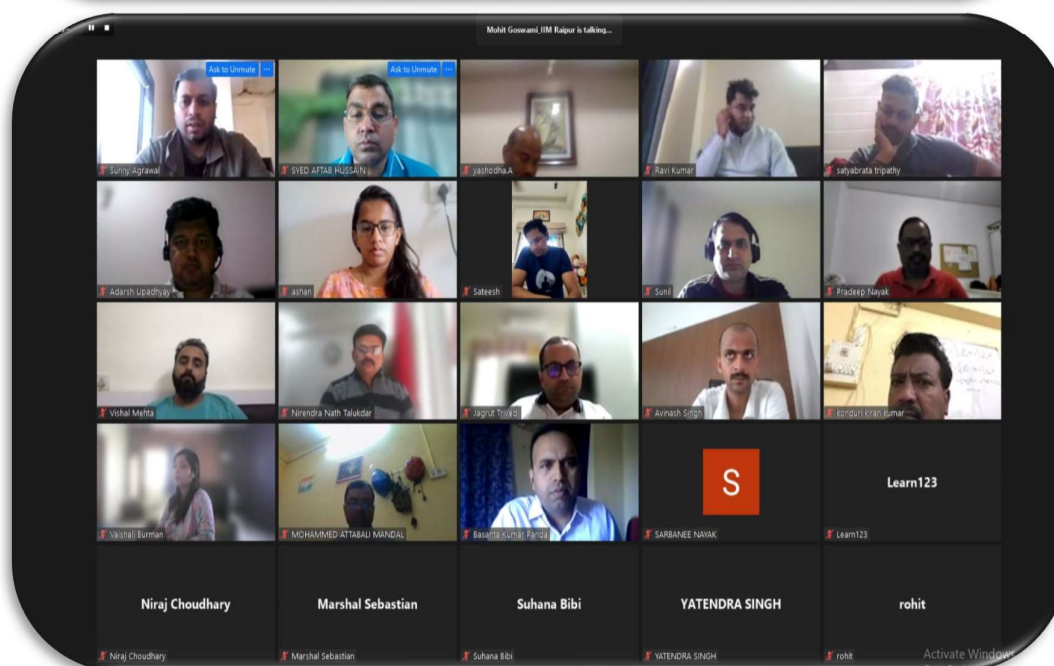 Mohit Goswami_IIM Raipur is talking...
Ask to Unmute ...
Ask to Unmute ...
Sunny Agrawal
SYED AFTAB HUSSAIN
yashodha.A
Ravi Kumar
satyabrata tripathy
Adarsh Upadhyay
ashan
Sateesh
Sunil
Pradeep Nayak
Vishal Mehta
Nirendra Nath Talukdar
Jagrut Trivedi
Avinash Singh
konduri kiran kumar
Vaishali Burman
MOHAMMED ATTABALI MANDAL
Basanta Kumar Panda
S
SARBANEE NAYAK
Learn123
Learn123
Niraj Choudhary
Marshal Sebastian
Suhana Bibi
YATENDRA SINGH
rohit
Niraj Choudhary
Marshal Sebastian
Suhana Bibi
YATENDRA SINGH
rohit
Activate Windows